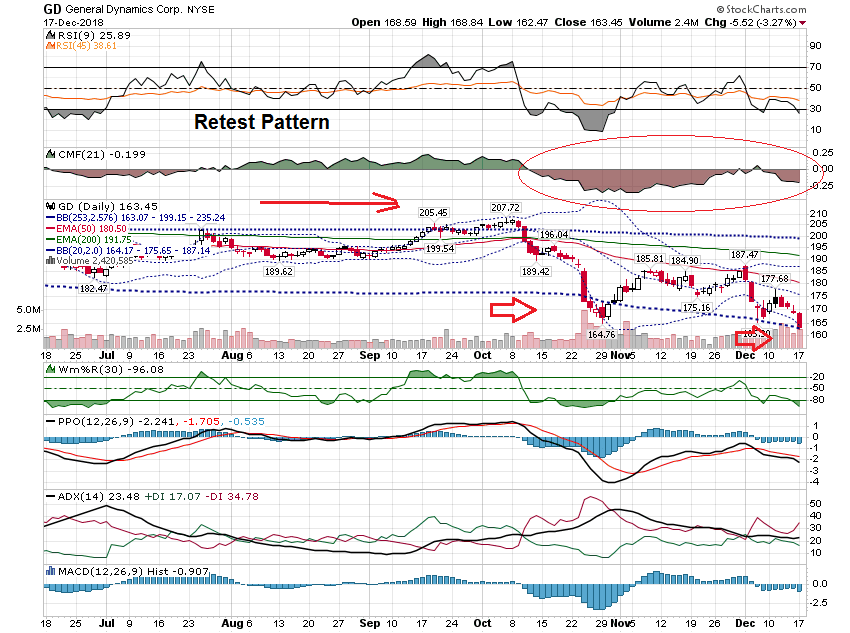 GD General Dynamics Corp. NYSE
© StockCharts.com
17-Dec-2018
Open 168.59 High 168.84 Low 162.47 Close 163.45 Volume 2.4M Chg -5.52 (-3.27%)
RSI(9) 25.89
RSI(45) 38.61
90
70
50
30
10
Retest Pattern
CMF(21) -0.199
0.25
0.00
-0.25
GD (Daily) 163.45
BB(253,2.576) 163.07 - 199.15 - 235.24
EMA(50) 180.50
EMA(200) 191.75
BB(20,2.0) 164.17 - 175.65 - 187.14
Volume 2,420,585
205.45
207.72
199.54
196.04
189.62
189.42
182.47
185.81
184.90
187.47
177.68
175.16
164.76
210
205
200
195
190
185
180
175
170
165
160
5.0M
2.5M
18 25 Jul 9 16 23 Aug 6 13 20 27 Sep 10 17 24 Oct 8 15 22 29 Nov 5 12 19 26 Dec 10 17
Wm%R(30) -96.08
-20
-50
-80
PPO(12,26,9) -2.241, -1.705, -0.535
1
0
-1
-2
-3
-4
ADX(14) 23.48 +DI 17.07 -DI 34.78
50
40
30
20
10
MACD(12,26,9) Hist -0.907
0.0
-2.5
18 25 Jul 9 16 23 Aug 6 13 20 27 Sep 10 17 24 Oct 8 15 22 29 Nov 5 12 19 26 Dec 10 17